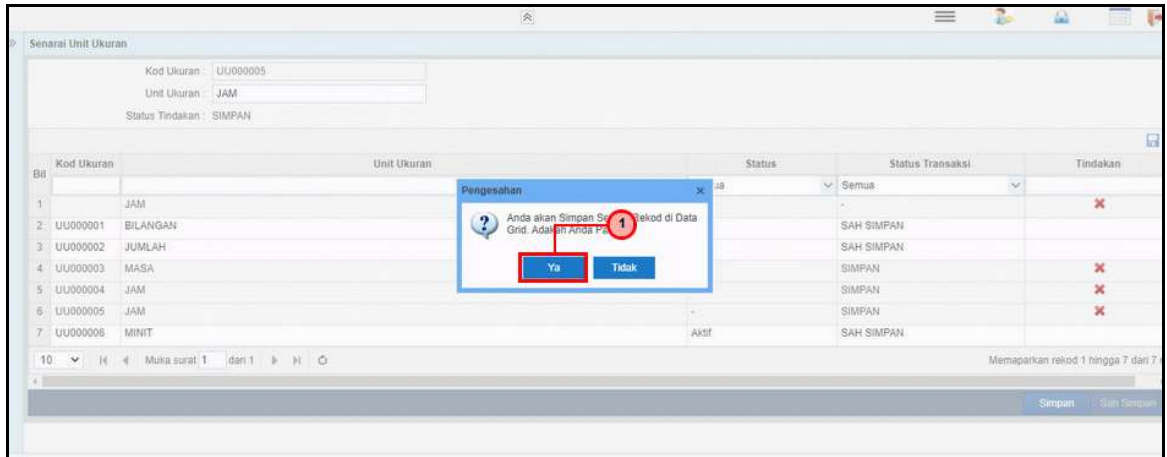 Senarai Unit Ukuran
Kod Ukuran : UU000005
Unit Ukuran : JAM
Status Tindakan : SIMPAN
Bil Kod Ukuran Unit Ukuran Status Status Transaksi Tindakan
ua Semua
1 JAM -
2 UU000001 BILANGAN SAH SIMPAN
3 UU000002 JUMLAH SAH SIMPAN
4 UU000003 MASA SIMPAN
5 UU000004 JAM SIMPAN
6 UU000005 JAM - SIMPAN
7 UU000006 MINIT Aktif SAH SIMPAN
Pengesahan
Anda akan Simpan Se Rekod di Data
Grid. Adakah Anda Pa
1
Ya Tidak
10 Muka surat 1 dari 1 Memaparkan rekod 1 hingga 7 dari 7
Simpan Sah Simpan